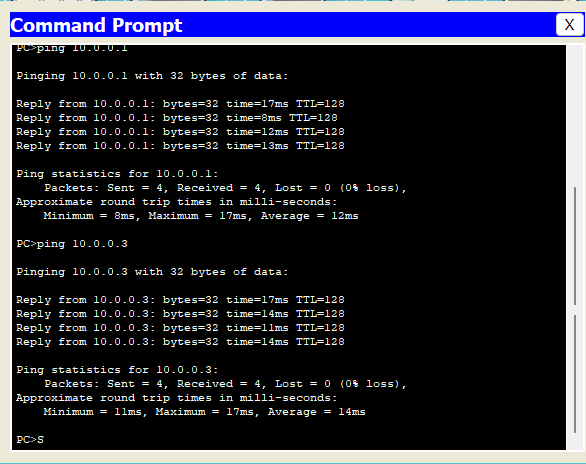 Command Prompt
X
PC>ping 10.0.0.1
Pinging 10.0.0.1 with 32 bytes of data:
Reply from 10.0.0.1: bytes=32 time=17ms TTL=128
Reply from 10.0.0.1: bytes=32 time=8ms TTL=128
Reply from 10.0.0.1: bytes=32 time=12ms TTL=128
Reply from 10.0.0.1: bytes=32 time=13ms TTL=128
Ping statistics for 10.0.0.1:
    Packets: Sent = 4, Received = 4, Lost = 0 (0% loss),
Approximate round trip times in milli-seconds:
    Minimum = 8ms, Maximum = 17ms, Average = 12ms
PC>ping 10.0.0.3
Pinging 10.0.0.3 with 32 bytes of data:
Reply from 10.0.0.3: bytes=32 time=17ms TTL=128
Reply from 10.0.0.3: bytes=32 time=14ms TTL=128
Reply from 10.0.0.3: bytes=32 time=11ms TTL=128
Reply from 10.0.0.3: bytes=32 time=14ms TTL=128
Ping statistics for 10.0.0.3:
    Packets: Sent = 4, Received = 4, Lost = 0 (0% loss),
Approximate round trip times in milli-seconds:
    Minimum = 11ms, Maximum = 17ms, Average = 14ms
PC>S